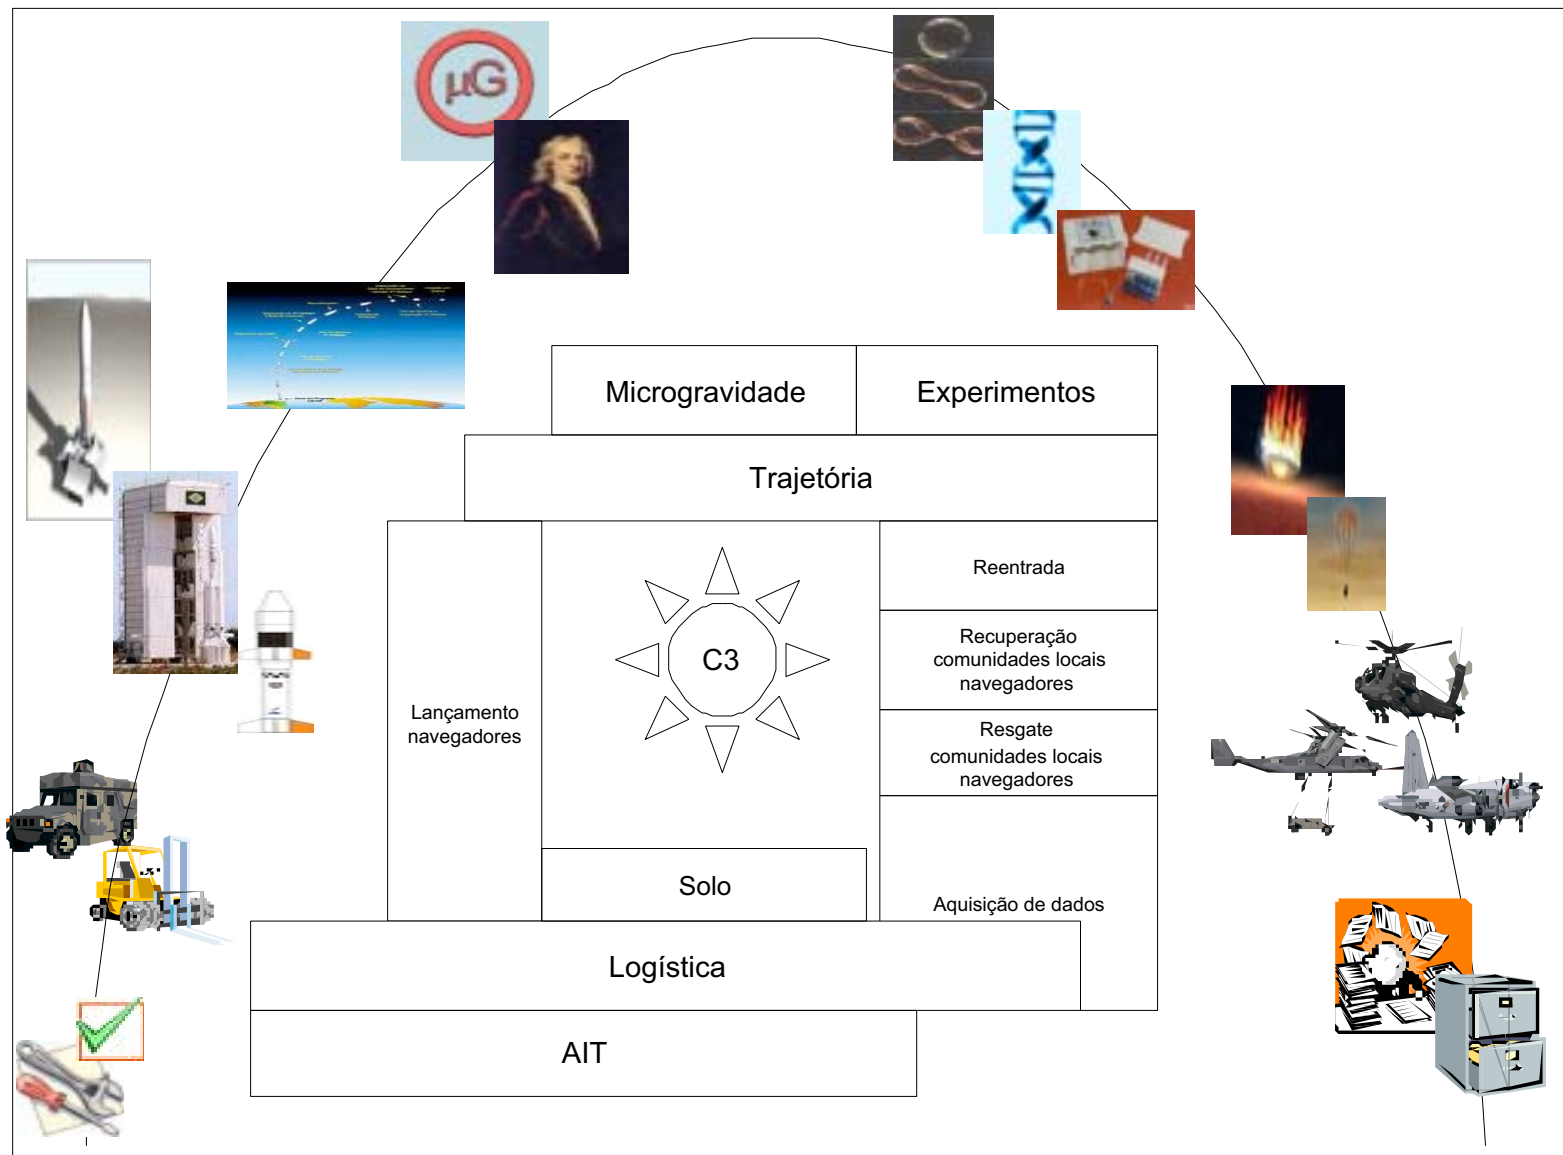 µG
Microgravidade
Experimentos
Trajetória
Reentrada
Recuperação
comunidades locais
navegadores
C3
Lançamento
navegadores
Resgate
comunidades locais
navegadores
Solo
Aquisição de dados
Logística
AIT